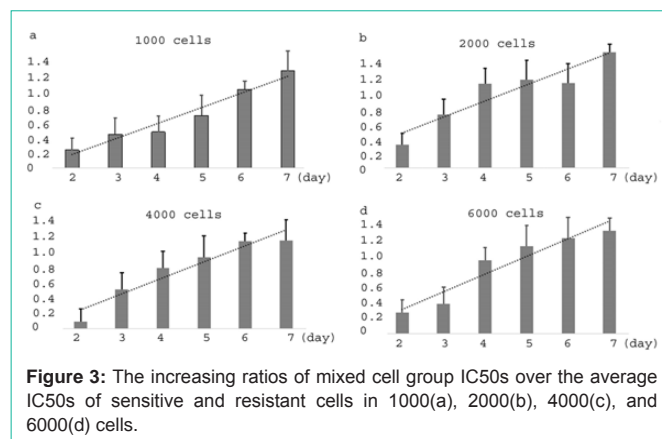 a
1000 cells
1.4
1.2
1.0
0.8
0.6
0.4
0.2
0
2 3 4 5 6 7 (day)
b
2000 cells
1.4
1.2
1.0
0.8
0.6
0.4
0.2
0
2 3 4 5 6 7 (day)
c
4000 cells
1.4
1.2
1.0
0.8
0.6
0.4
0.2
0
2 3 4 5 6 7 (day)
d
6000 cells
1.4
1.2
1.0
0.8
0.6
0.4
0.2
0
2 3 4 5 6 7 (day)
Figure 3: The increasing ratios of mixed cell group IC50s over the average
IC50s of sensitive and resistant cells in 1000(a), 2000(b), 4000(c), and
6000(d) cells.